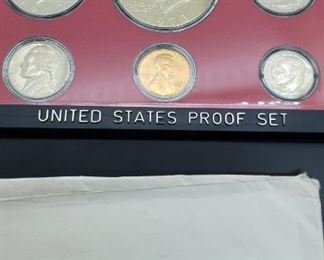 UNITED STATES PROOF SET